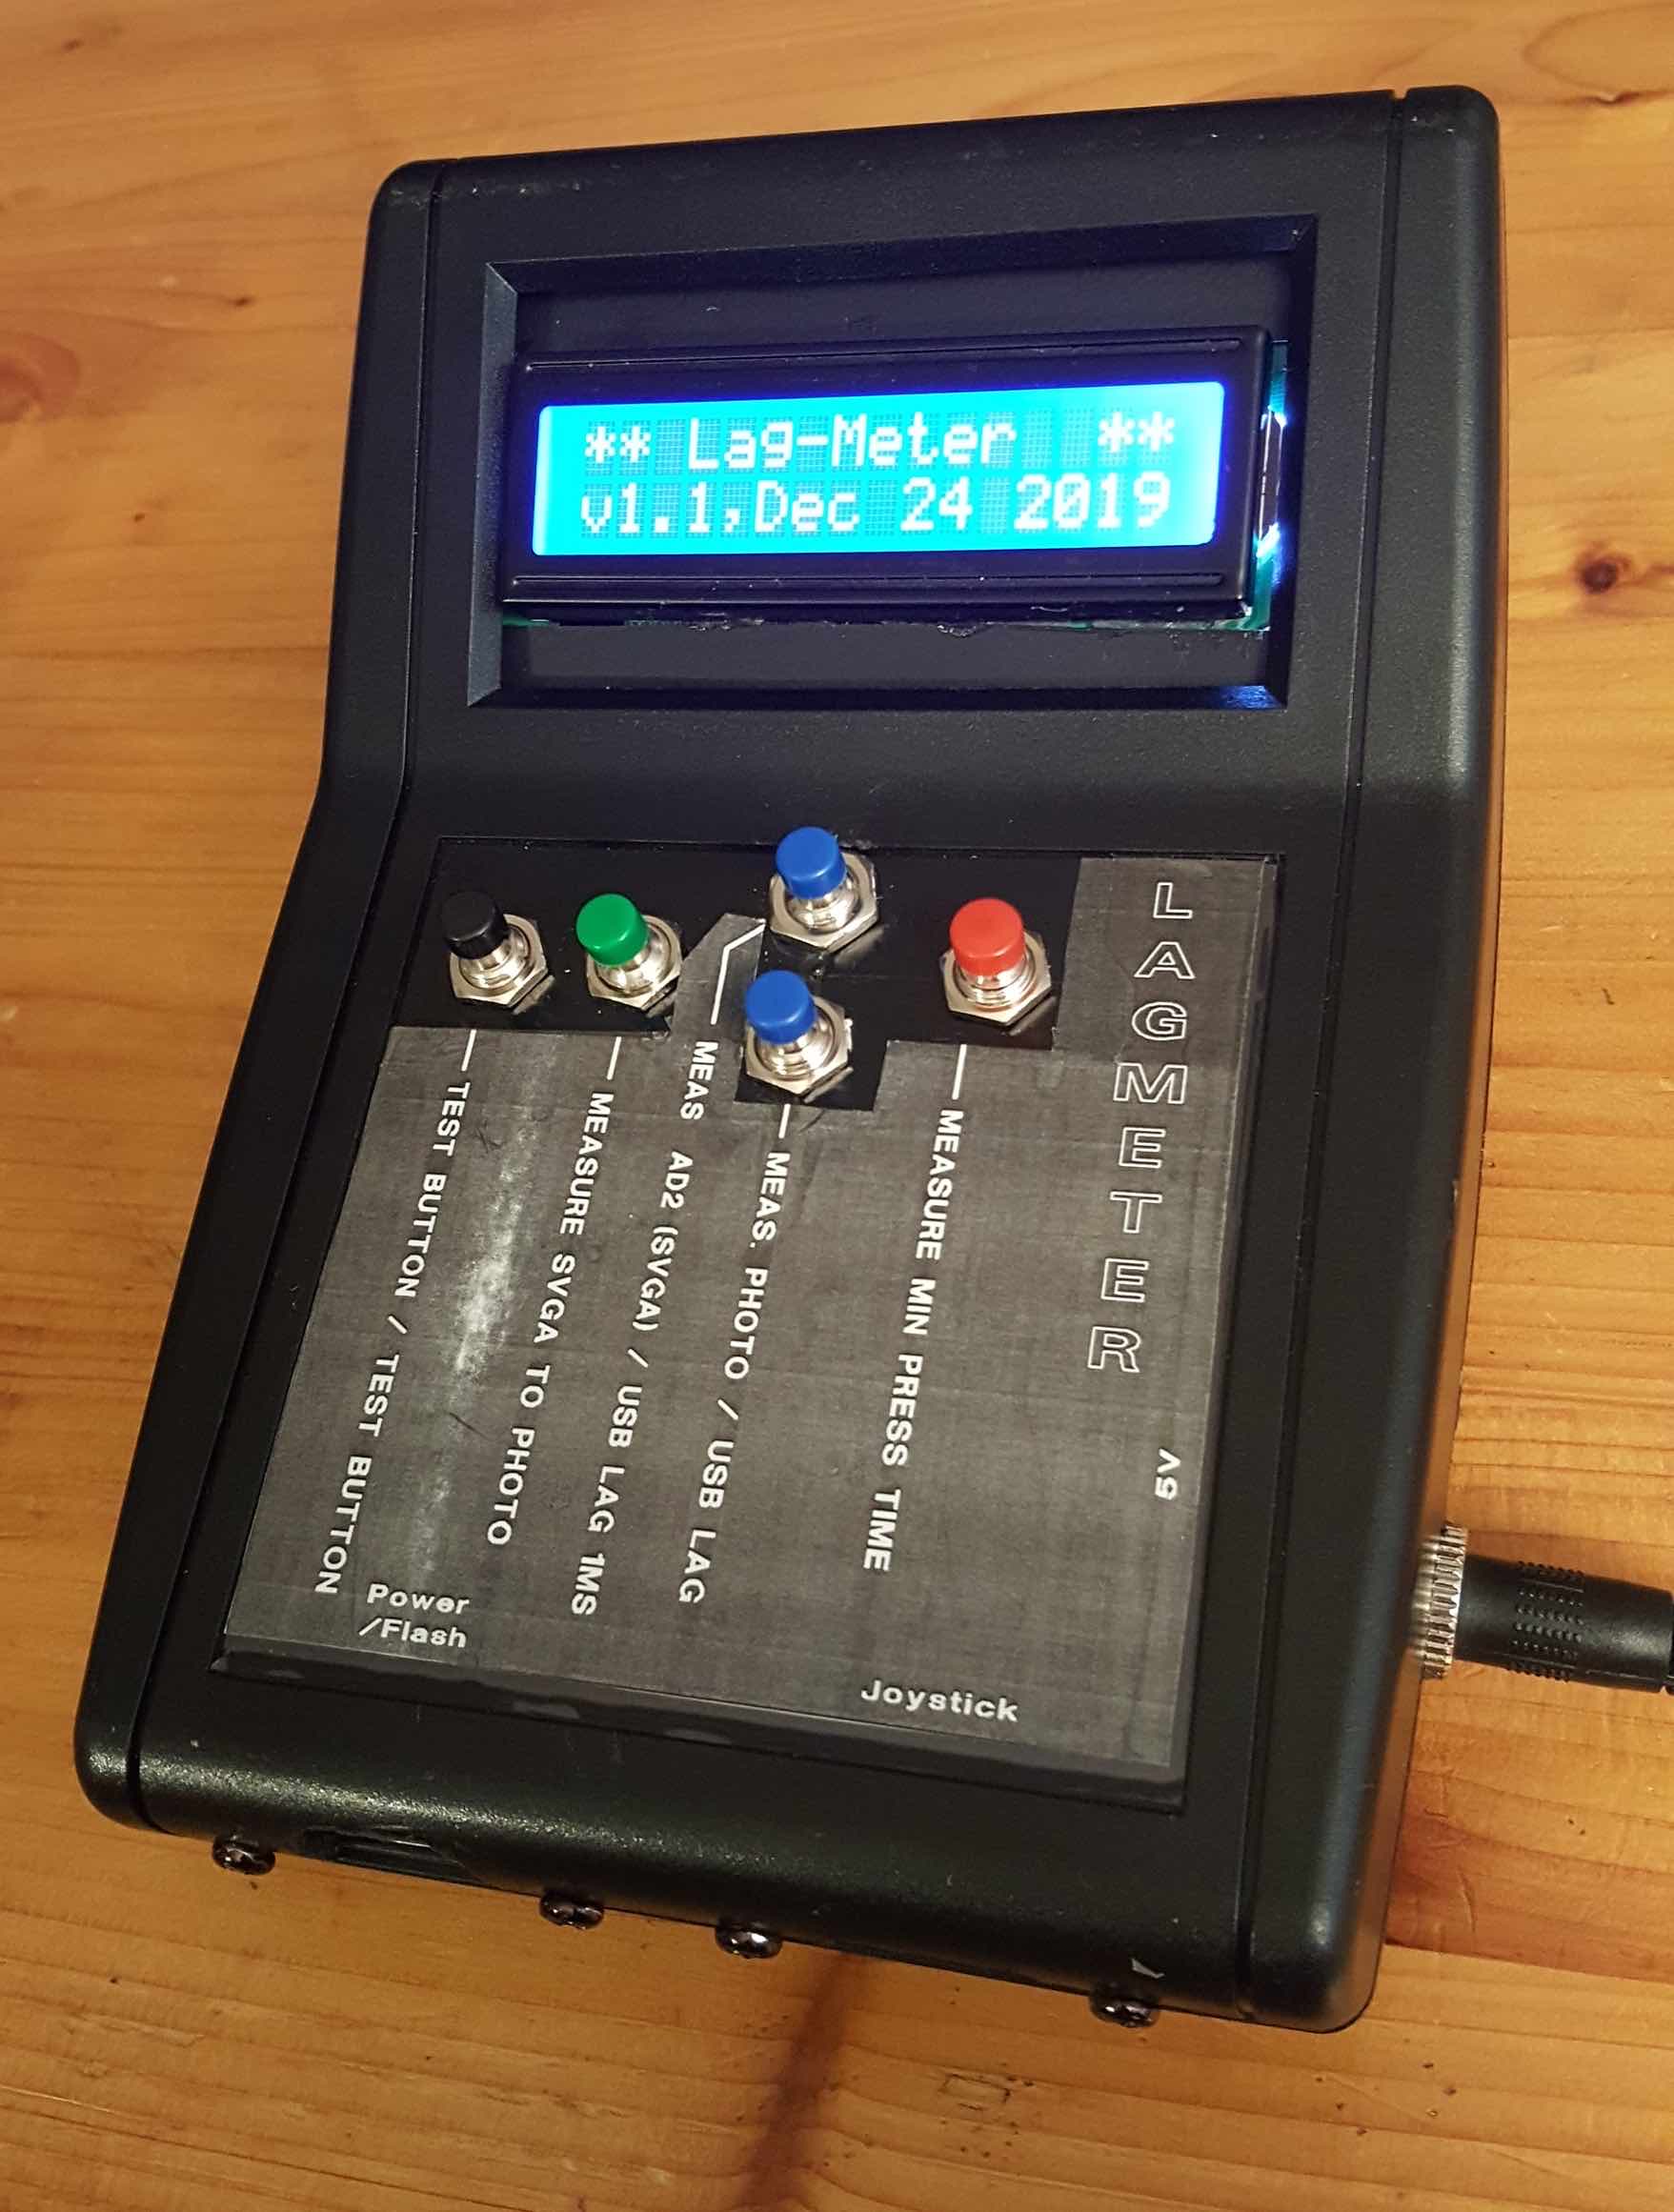 ** Lag-Meter **
v1.1,Dec 24 2019
LAGMETER
TEST BUTTON / TEST BUTTON
MEASURE SVGA TO PHOTO
MEAS AD2 (SVGA) / USB LAG 1MS
MEAS. PHOTO / USB LAG
MEASURE MIN PRESS TIME
5V
Power
/Flash
Joystick